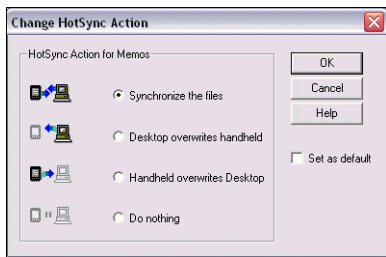 Change HotSync Action
HotSync Action for Memos
Synchronize the files
Desktop overwrites handheld
Handheld overwrites Desktop
Do nothing
OK
Cancel
Help
Set as default